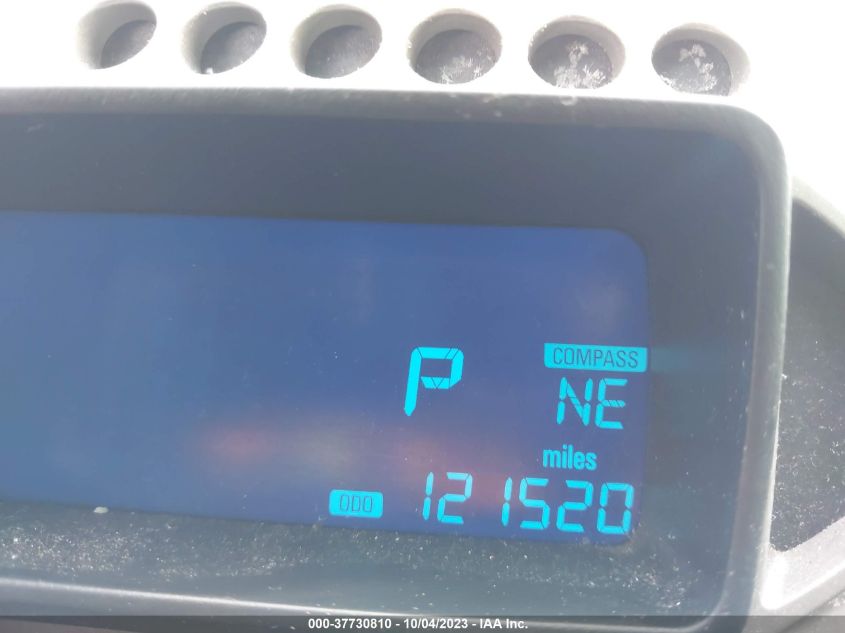 P
COMPASS
NE
miles
ODO 121520
000-37730810 - 10/04/2023 - IAA Inc.